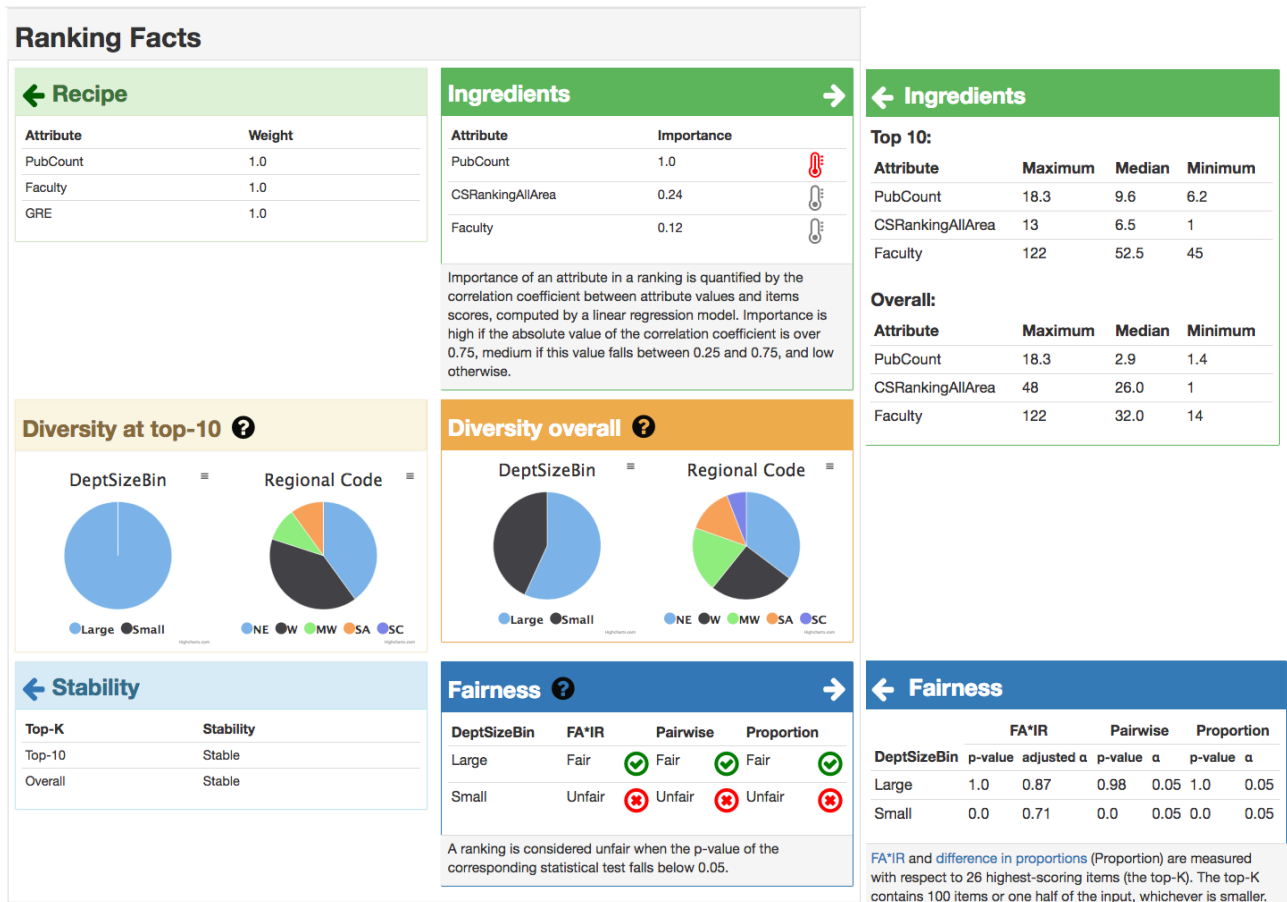 Ranking Facts
Recipe
Attribute Weight
PubCount 1.0
Faculty 1.0
GRE 1.0
Ingredients
Attribute Importance
PubCount 1.0
CSRankingAllArea 0.24
Faculty 0.12
Importance of an attribute in a ranking is quantified by the
correlation coefficient between attribute values and items
scores, computed by a linear regression model. Importance is
high if the absolute value of the correlation coefficient is over
0.75, medium if this value falls between 0.25 and 0.75, and low
otherwise.
Ingredients
Top 10:
Attribute Maximum Median Minimum
PubCount 18.3 9.6 6.2
CSRankingAllArea 13 6.5 1
Faculty 122 52.5 45
Overall:
Attribute Maximum Median Minimum
PubCount 18.3 2.9 1.4
CSRankingAllArea 48 26.0 1
Faculty 122 32.0 14
Diversity at top-10 ?
DeptSizeBin
Large Small
Highcharts.com
Regional Code
NE W MW SA SC
Highcharts.com
Diversity overall ?
DeptSizeBin
Large Small
Highcharts.com
Regional Code
NE W MW SA SC
Highcharts.com
Stability
Top-K Stability
Top-10 Stable
Overall Stable
Fairness ?
DeptSizeBin FA*IR Pairwise Proportion
Large Fair Fair Fair
Small Unfair Unfair Unfair
A ranking is considered unfair when the p-value of the
corresponding statistical test falls below 0.05.
Fairness
FA*IR Pairwise Proportion
DeptSizeBin p-value adjusted α p-value α p-value α
Large 1.0 0.87 0.98 0.05 1.0 0.05
Small 0.0 0.71 0.0 0.05 0.0 0.05
FA*IR and difference in proportions (Proportion) are measured
with respect to 26 highest-scoring items (the top-K). The top-K
contains 100 items or one half of the input, whichever is smaller.